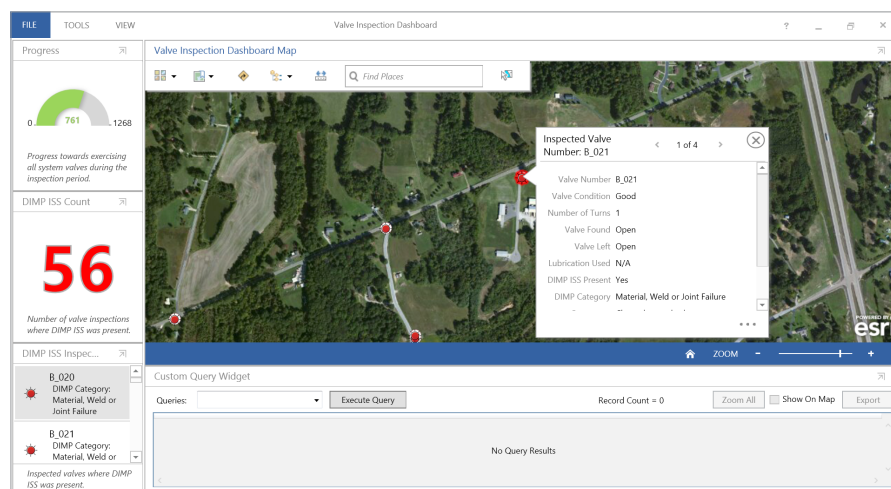 FILE TOOLS VIEW Valve Inspection Dashboard ?
Progress
0 761 1268
Progress towards exercising
all system valves during the
inspection period.
DIMP ISS Count
56
Number of valve inspections
where DIMP ISS was present.
DIMP ISS Inspec...
B_020
DIMP Category:
Material, Weld or
Joint Failure
B_021
DIMP Category:
Material, Weld or
Inspected valves where DIMP
ISS was present.
Valve Inspection Dashboard Map
Find Places
Inspected Valve
Number: B_021
< 1 of 4 >
Valve Number B_021
Valve Condition Good
Number of Turns 1
Valve Found Open
Valve Left Open
Lubrication Used N/A
DIMP ISS Present Yes
DIMP Category Material, Weld or Joint Failure
POWERED BY
esri
ZOOM - +
Custom Query Widget
Queries: Execute Query Record Count = 0 Zoom All Show On Map Export
No Query Results